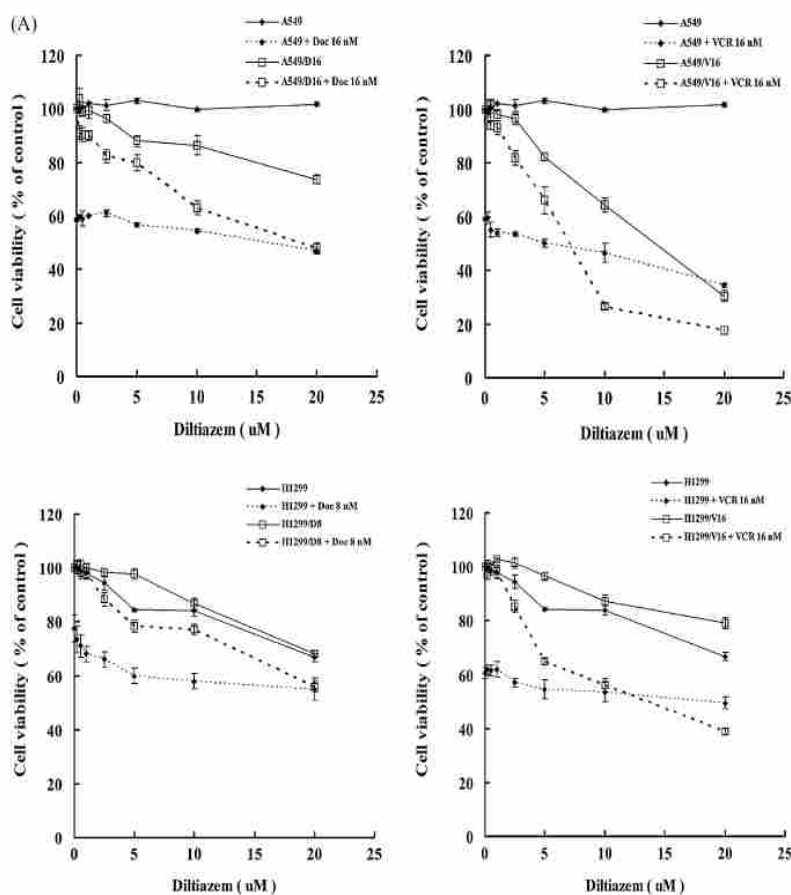 (A)
A549
A549 + Doc 16 nM
A549/D16
A549/D16 + Doc 16 nM
120
100
80
60
40
20
0
Cell viability ( % of control )
0 5 10 15 20 25
Diltiazem ( uM )
A549
A549 + VCR 16 nM
A549/V16
A549/V16 + VCR 16 nM
120
100
80
60
40
20
0
Cell viability ( % of control )
0 5 10 15 20 25
Diltiazem ( uM )
H1299
H1299 + Doc 8 nM
H1299/D8
H1299/D8 + Doc 8 nM
120
100
80
60
40
20
0
Cell viability ( % of control )
0 5 10 15 20 25
Diltiazem ( uM )
H1299
H1299 + VCR 16 nM
H1299/V16
H1299/V16 + VCR 16 nM
120
100
80
60
40
20
0
Cell viability ( % of control )
0 5 10 15 20 25
Diltiazem ( uM )